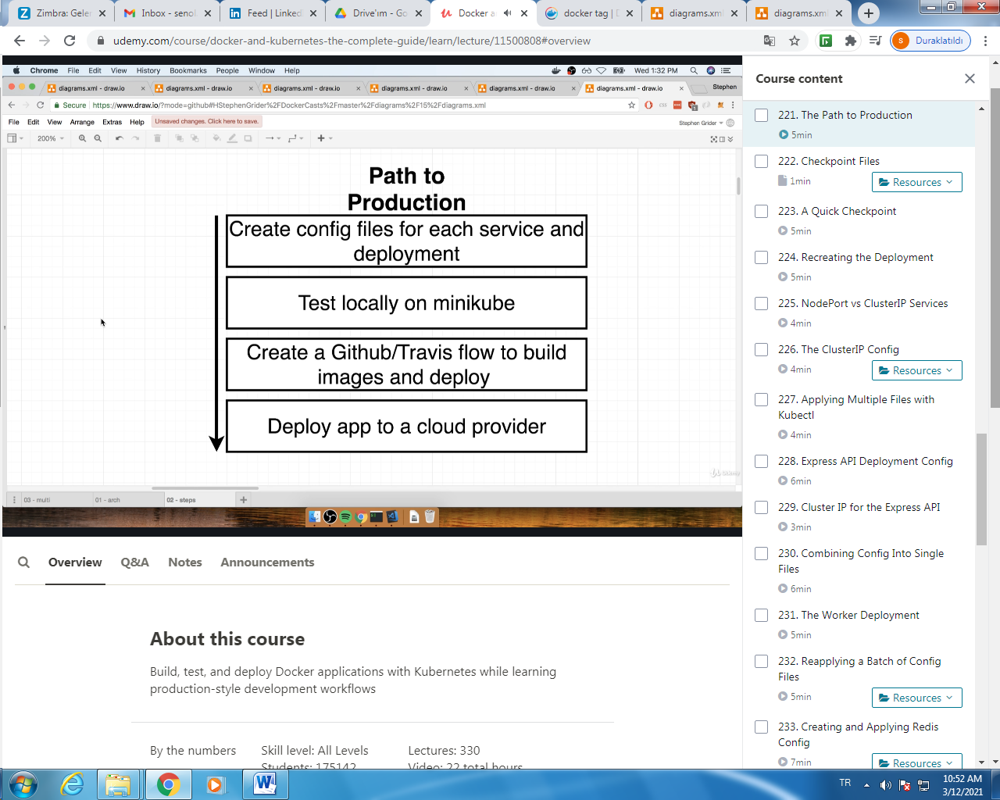 Zimbra: Gele
Inbox - seno
Feed | Linked
Drive'ım - Go
Docker a
docker tag | D
diagrams.xml
diagrams.xml
udemy.com/course/docker-and-kubernetes-the-complete-guide/learn/lecture/11500808#overview
S
Duraklatıldı
Chrome File Edit View History Bookmarks People Window Help
Wed 1:32 PM
diagrams.xml - draw.io
diagrams.xml - draw.io
diagrams.xml - draw.io
diagrams.xml - draw.io
diagrams.xml - draw.io
diagrams.xml - draw.io
Stephen
Secure https://www.draw.io/?mode=github#HStephenGrider%2FDockerCasts%2Fmaster%2Fdiagrams%2F15%2Fdiagrams.xml
File Edit View Arrange Extras Help
Unsaved changes. Click here to save.
Stephen Grider
200%
Path to
Production
Create config files for each service and
deployment
Test locally on minikube
Create a Github/Travis flow to build
images and deploy
Deploy app to a cloud provider
Udemy
03 - multi
01 - arch
02 - steps
Overview
Q&A
Notes
Announcements
About this course
Build, test, and deploy Docker applications with Kubernetes while learning
production-style development workflows
By the numbers
Skill level: All Levels
Lectures: 330
Students: 175142
Video: 22 total hours
Course content
221. The Path to Production
5min
222. Checkpoint Files
1min
Resources
223. A Quick Checkpoint
5min
224. Recreating the Deployment
5min
225. NodePort vs ClusterIP Services
4min
226. The ClusterIP Config
4min
Resources
227. Applying Multiple Files with
Kubectl
4min
228. Express API Deployment Config
6min
229. Cluster IP for the Express API
3min
230. Combining Config Into Single
Files
6min
231. The Worker Deployment
5min
232. Reapplying a Batch of Config
Files
5min
Resources
233. Creating and Applying Redis
Config
7min
Resources
TR
10:52 AM
3/12/2021